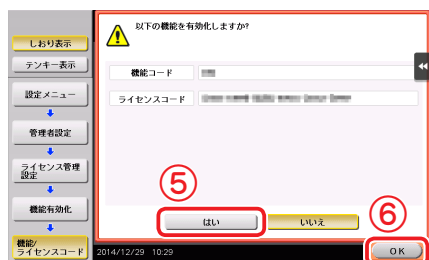 しおり表示
テンキー表示
設定メニュー
管理者設定
ライセンス管理
設定
機能有効化
機能/
ライセンスコード
以下の機能を有効化しますか?
機能コード
ライセンスコード
⑤
はい
いいえ
⑥
2014/12/29 10:29
OK